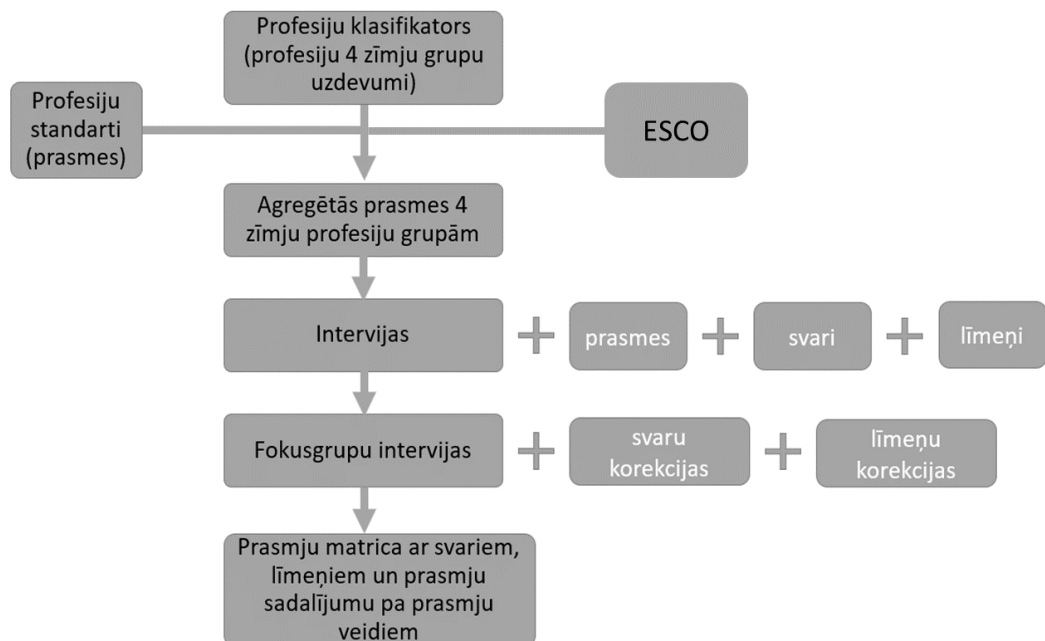 Profesiju klasifikators
(profesiju 4 zīmju grupu
uzdevumi)
Profesiju
standarti
(prasmes)
ESCO
Agregētās prasmes 4
zīmju profesiju grupām
Intervijas
prasmes
svari
līmeņi
Fokusgrupu intervijas
svaru
korekcijas
līmeņu
korekcijas
Prasmju matrica ar svariem,
līmeņiem un prasmju
sadalījumu pa prasmju
veidiem